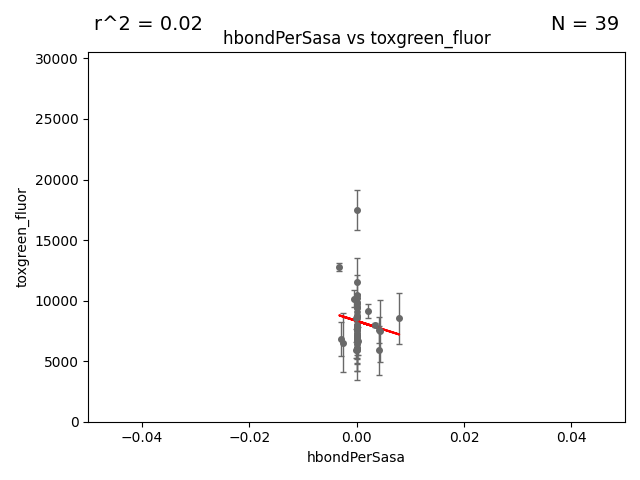 r^2 = 0.02
N = 39
hbondPerSasa vs toxgreen_fluor
30000
25000
20000
15000
10000
5000
0
toxgreen_fluor
−0.04
−0.02
0.00
0.02
0.04
hbondPerSasa